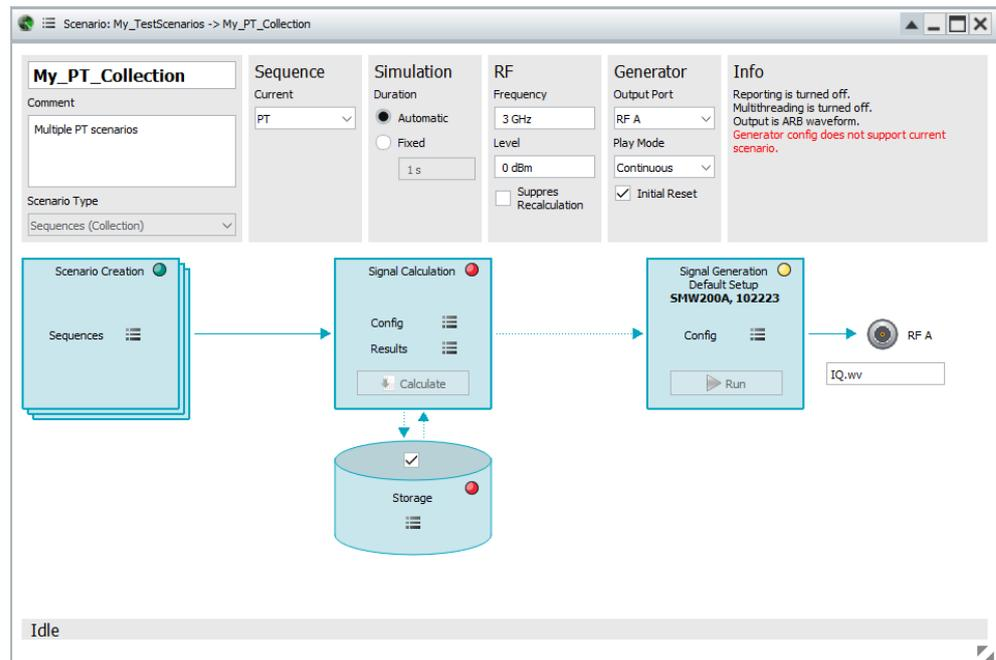 Scenario: My_TestScenarios -> My_PT_Collection
My_PT_Collection
Comment
Multiple PT scenarios
Scenario Type
Sequences (Collection)
Sequence
Current
PT
Simulation
Duration
Automatic
Fixed
1 s
RF
Frequency
3 GHz
Level
0 dBm
Suppres
Recalculation
Generator
Output Port
RF A
Play Mode
Continuous
Initial Reset
Info
Reporting is turned off.
Multithreading is turned off.
Output is ARB waveform.
Generator config does not support current
scenario.
Scenario Creation
Sequences
Signal Calculation
Config
Results
Calculate
Storage
Signal Generation
Default Setup
SMW200A, 102223
Config
Run
RF A
IQ.wv
Idle